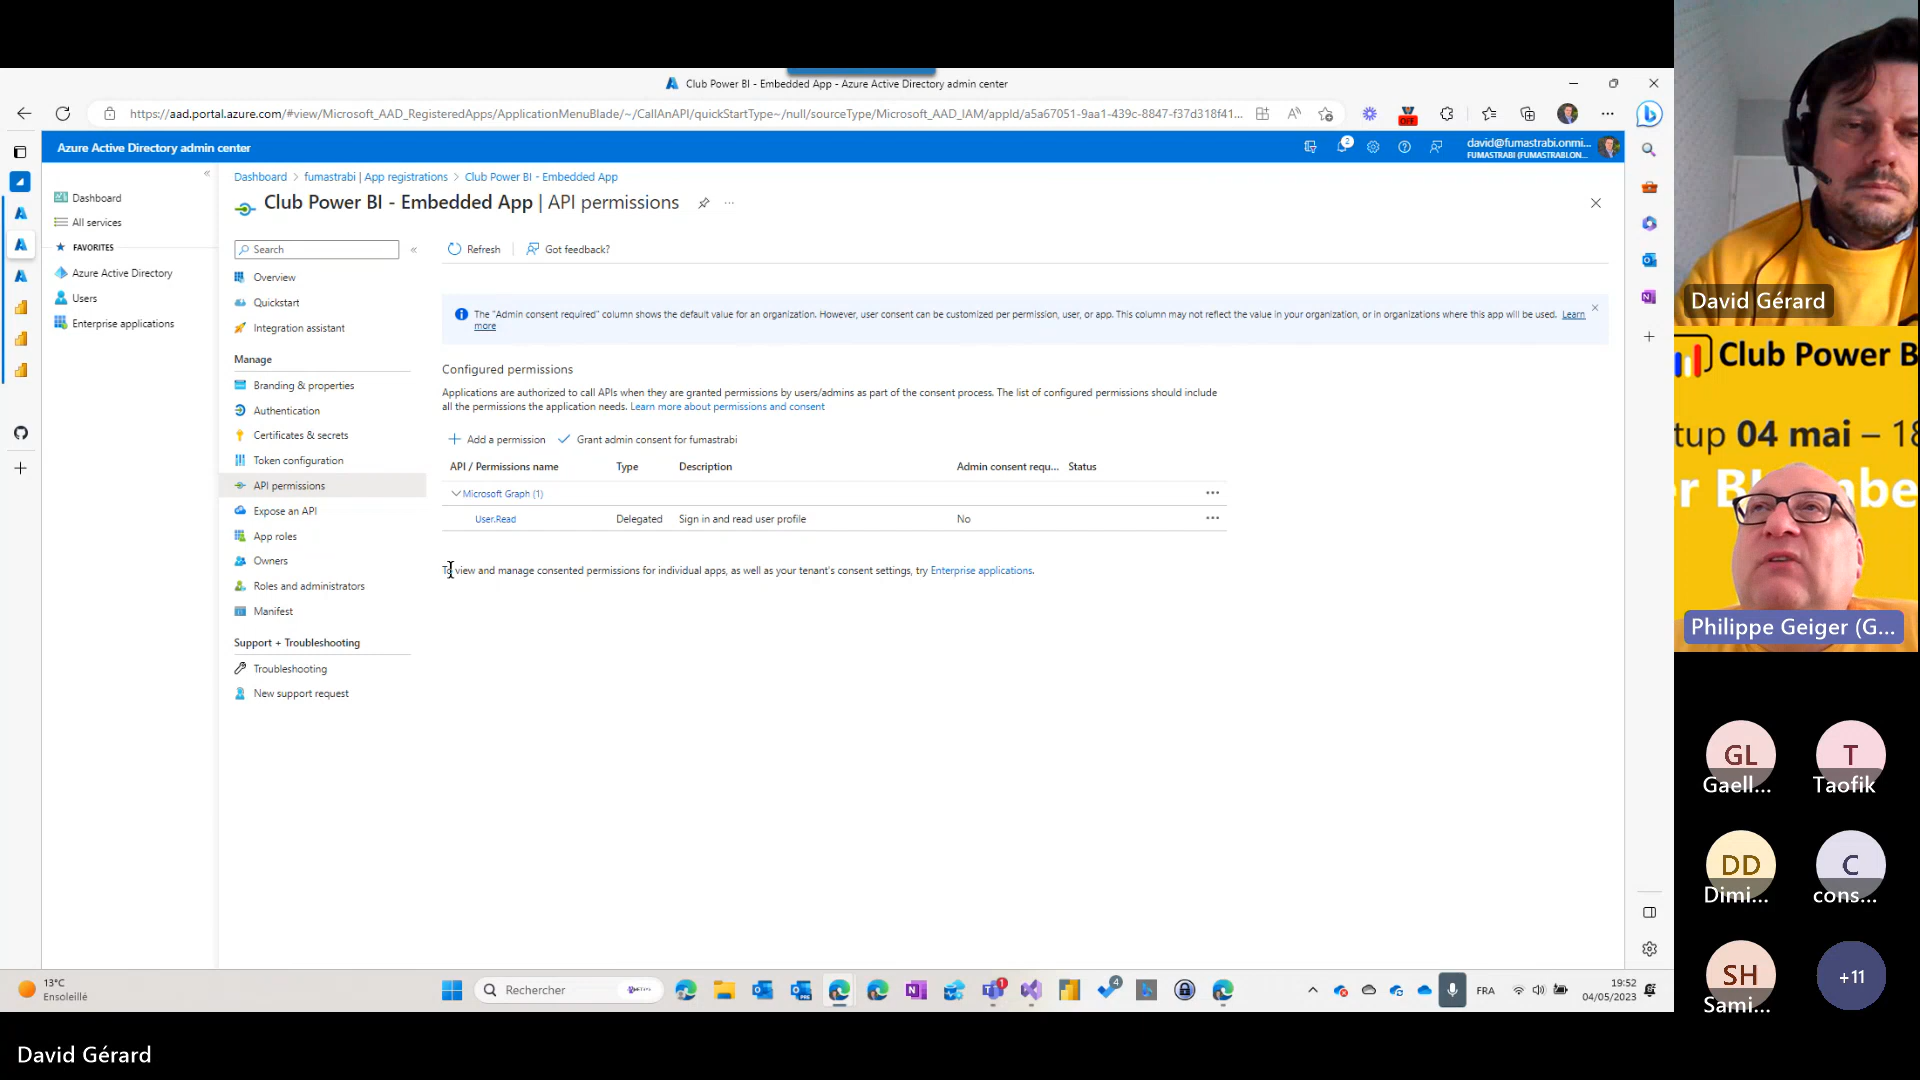 Club Power BI - Embedded App - Azure Active Directory admin center
https://aad.portal.azure.com/#view/Microsoft_AAD_RegisteredApps/ApplicationMenuBlade/~/CallAnAPI/quickStartType~/null/sourceType/Microsoft_AAD_IAM/appId/a5a67051-9aa1-439c-8847-f37d318f41...
OFF
Azure Active Directory admin center
2
david@fumastrabi.onmi...
FUMASTRABI (FUMASTRABI.ON...
Dashboard
All services
FAVORITES
Azure Active Directory
Users
Enterprise applications
Dashboard > fumastrabi | App registrations > Club Power BI - Embedded App
Club Power BI - Embedded App | API permissions
Search
Overview
Quickstart
Integration assistant
Manage
Branding & properties
Authentication
Certificates & secrets
Token configuration
API permissions
Expose an API
App roles
Owners
Roles and administrators
Manifest
Support + Troubleshooting
Troubleshooting
New support request
Refresh
Got feedback?
The "Admin consent required" column shows the default value for an organization. However, user consent can be customized per permission, user, or app. This column may not reflect the value in your organization, or in organizations where this app will be used. Learn
more
Configured permissions
Applications are authorized to call APIs when they are granted permissions by users/admins as part of the consent process. The list of configured permissions should include
all the permissions the application needs. Learn more about permissions and consent
Add a permission
Grant admin consent for fumastrabi
API / Permissions name Type Description Admin consent requ... Status
Microsoft Graph (1)
User.Read Delegated Sign in and read user profile No
To view and manage consented permissions for individual apps, as well as your tenant's consent settings, try Enterprise applications.
13°C
Ensoleillé
Rechercher
1
4
FRA
19:52
04/05/2023
David Gérard
David Gérard
Club Power B
tup 04 mai – 18
er BI
mbe
Philippe Geiger (G...
GL
Gaell...
T
Taofik
DD
Dimi...
C
cons...
SH
Sami...
+11